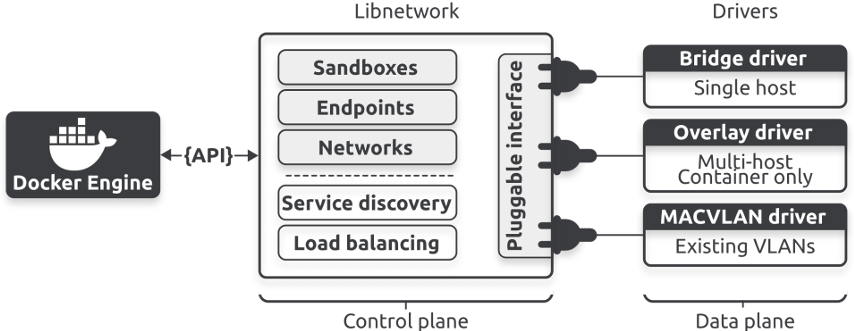 Libnetwork
Drivers
Docker Engine
{API}
Sandboxes
Endpoints
Networks
Service discovery
Load balancing
Pluggable interface
Bridge driver
Single host
Overlay driver
Multi-host
Container only
MACVLAN driver
Existing VLANs
Control plane
Data plane